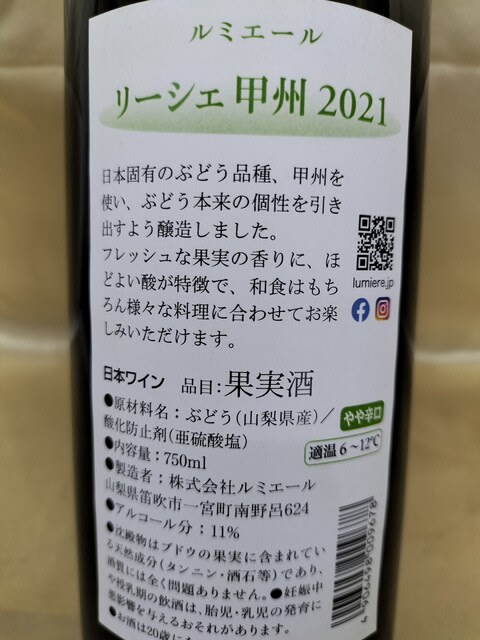 ルミエール
リーシェ 甲州 2021
日本固有のぶどう品種、甲州を
使い、ぶどう本来の個性を引き
出すよう醸造しました。
フレッシュな果実の香りに、ほ
どよい酸が特徴で、和食はもち
ろん様々な料理に合わせてお楽
しみいただけます。
lumiere.jp
日本ワイン 品目:果実酒
●原材料名:ぶどう(山梨県産)/
酸化防止剤(亜硫酸塩)
やや辛口
適温6~12℃
●内容量:750ml
●製造者:株式会社ルミエール
山梨県笛吹市一宮町南野呂624
●アルコール分:11%
●沈殿物はブドウの果実に含まれてい
る天然成分(タンニン・酒石等)であり、
酒質には全く問題ありません。●妊娠中
や授乳期の飲酒は、胎児・乳児の発育に
悪影響を与えるおそれがあります。
●お酒は20歳に
4906498009678